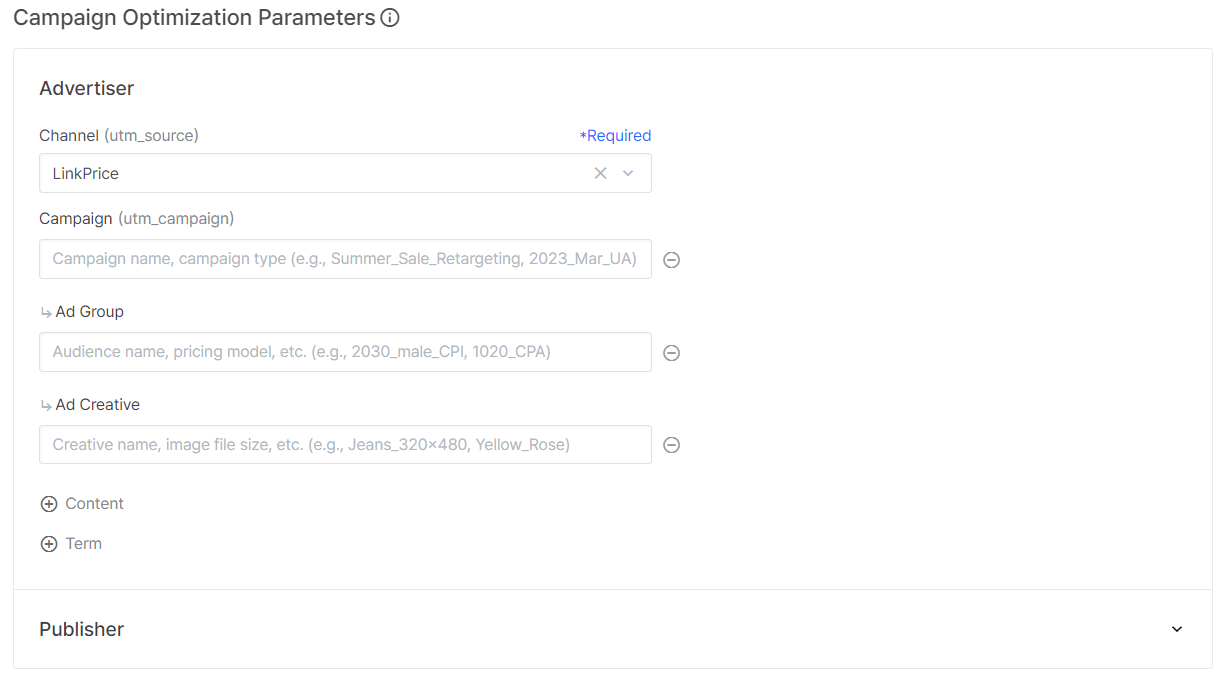 Campaign Optimization Parameters
Advertiser
Channel (utm_source) *Required
LinkPrice
Campaign (utm_campaign)
Campaign name, campaign type (e.g., Summer_Sale_Retargeting, 2023_Mar_UA)
Ad Group
Audience name, pricing model, etc. (e.g., 2030_male_CPI, 1020_CPA)
Ad Creative
Creative name, image file size, etc. (e.g., Jeans_320×480, Yellow_Rose)
Content
Term
Publisher